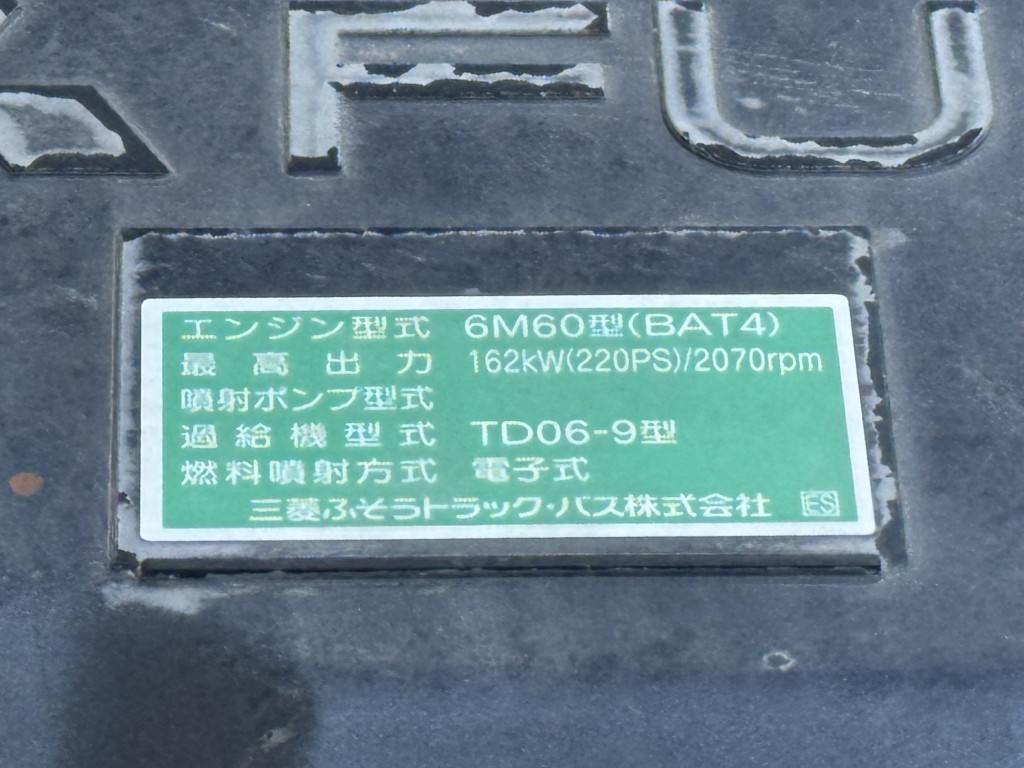 FU
エンジン型式 6M60型(BAT4)
最高出力 162kW(220PS)/2070rpm
噴射ポンプ型式
過給機型式 TD06-9型
燃料噴射方式 電子式
三菱ふそうトラック・バス株式会社 ES